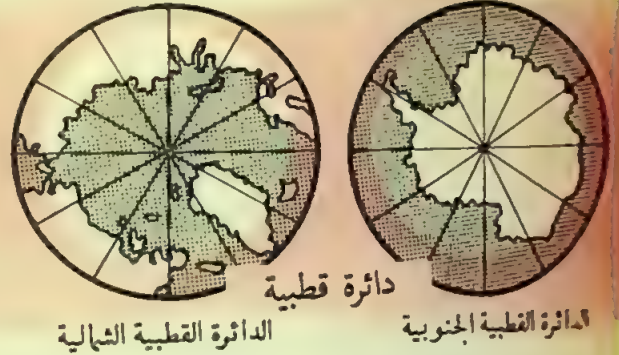 دائرة قطبية
الدائرة القطبية الجنوبية
الدائرة القطبية الشمالية